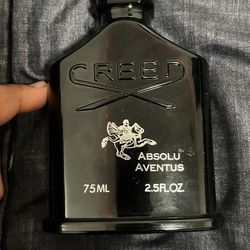 CREED
ABSOLU
AVENTUS
75ML 2.5FL.OZ.